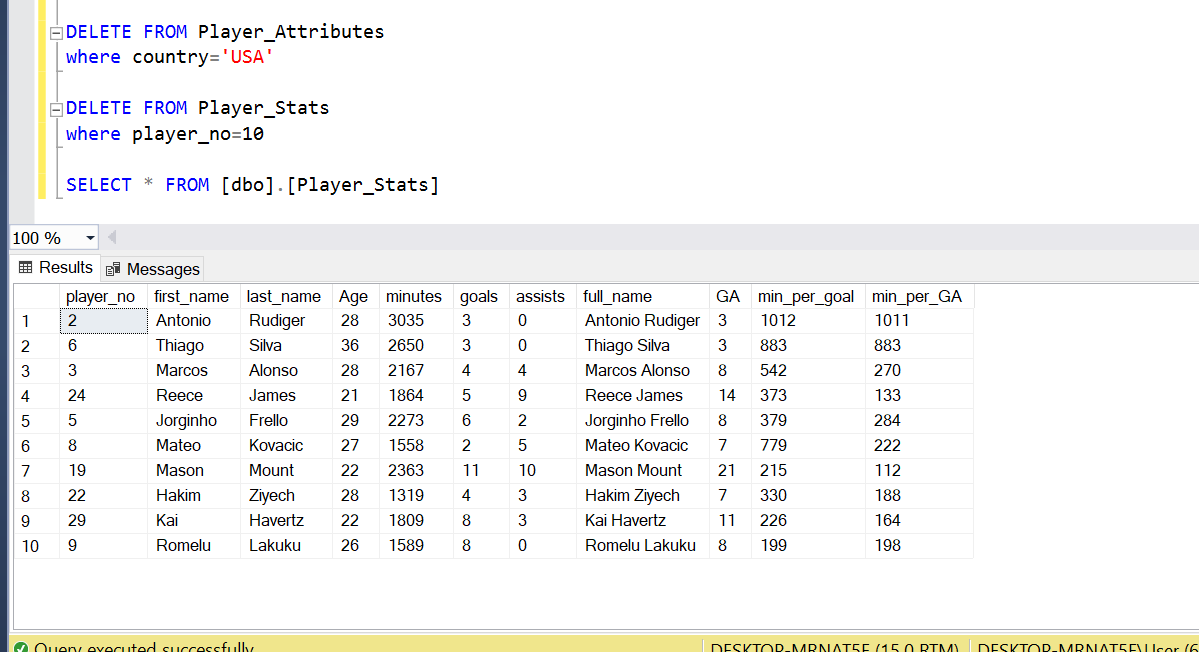 DELETE FROM Player_Attributes
where country='USA'
DELETE FROM Player_Stats
where player_no=10
SELECT * FROM [dbo].[Player_Stats]
100 %
Results Messages
player_no first_name last_name Age minutes goals assists full_name GA min_per_goal min_per_GA
1 2 Antonio Rudiger 28 3035 3 0 Antonio Rudiger 3 1012 1011
2 6 Thiago Silva 36 2650 3 0 Thiago Silva 3 883 883
3 3 Marcos Alonso 28 2167 4 4 Marcos Alonso 8 542 270
4 24 Reece James 21 1864 5 9 Reece James 14 373 133
5 5 Jorginho Frello 29 2273 6 2 Jorginho Frello 8 379 284
6 8 Mateo Kovacic 27 1558 2 5 Mateo Kovacic 7 779 222
7 19 Mason Mount 22 2363 11 10 Mason Mount 21 215 112
8 22 Hakim Ziyech 28 1319 4 3 Hakim Ziyech 7 330 188
9 29 Kai Havertz 22 1809 8 3 Kai Havertz 11 226 164
10 9 Romelu Lakuku 26 1589 8 0 Romelu Lakuku 8 199 198
Query executed successfully. DESKTOP-MRNAT5F (15.0 RTM) DESKTOP-MRNAT5F\User (6